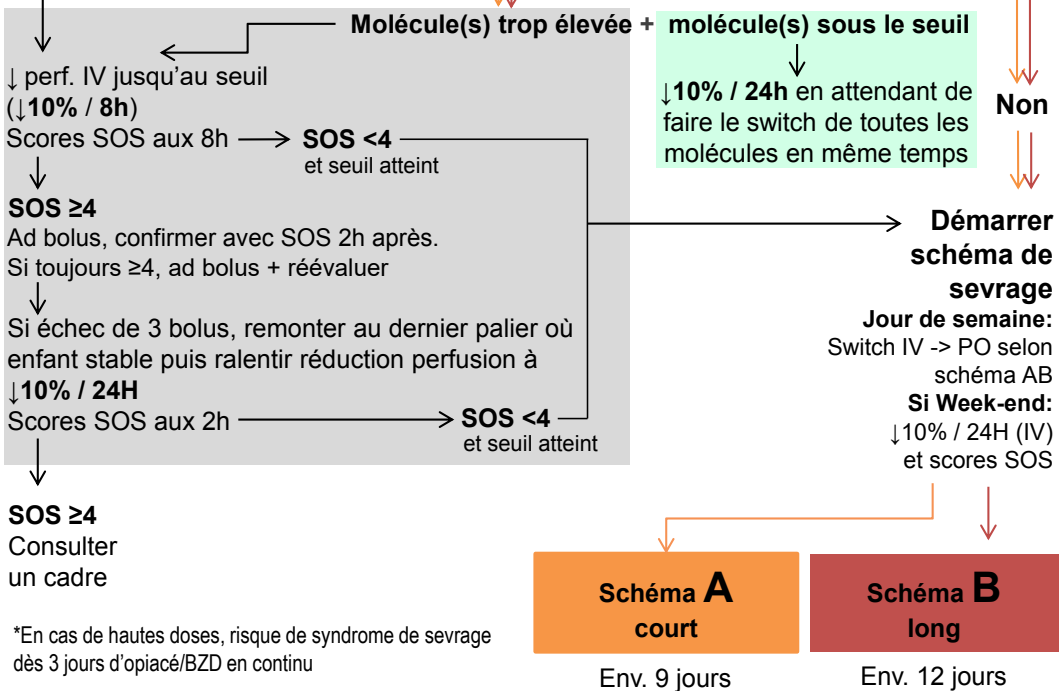 Molécule(s) trop élevée + molécule(s) sous le seuil
↓ perf. IV jusqu'au seuil
(↓10% / 8h)
Scores SOS aux 8h
SOS <4
et seuil atteint
↓10% / 24h en attendant de
faire le switch de toutes les
molécules en même temps
Non
SOS ≥4
Ad bolus, confirmer avec SOS 2h après.
Si toujours ≥4, ad bolus + réévaluer
Si échec de 3 bolus, remonter au dernier palier où
enfant stable puis ralentir réduction perfusion à
↓10% / 24H
Scores SOS aux 2h
SOS <4
et seuil atteint
SOS ≥4
Consulter
un cadre
Démarrer
schéma de
sevrage
Jour de semaine:
Switch IV -> PO selon
schéma AB
Si Week-end:
↓10% / 24H (IV)
et scores SOS
Schéma A
court
Env. 9 jours
Schéma B
long
Env. 12 jours
*En cas de hautes doses, risque de syndrome de sevrage
dès 3 jours d'opiacé/BZD en continu